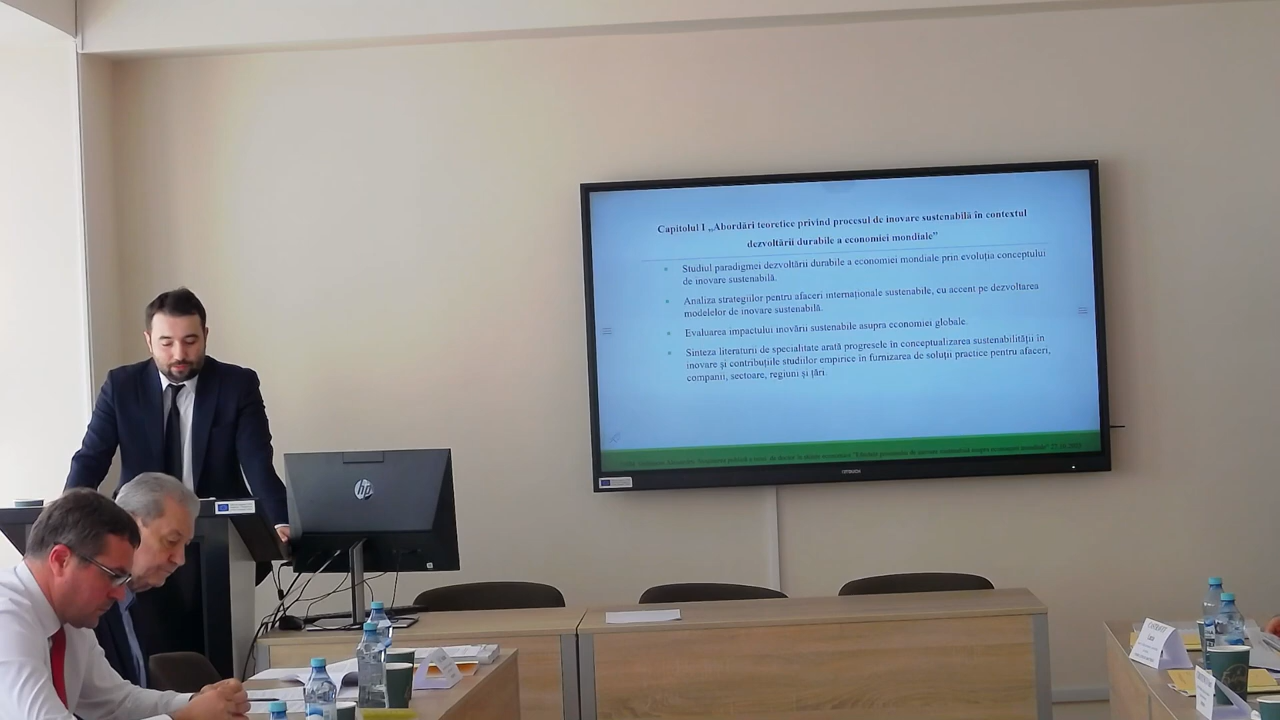 Capitolul 1 „Abordări teoretice privind procesul de inovare sustenabilă în contextul
dezvoltării durabile a economiei mondiale”
Studiul paradigmei dezvoltării durabile a economiei mondiale prin evoluția conceptului
de inovare sustenabilă.
Analiza strategiilor pentru afaceri internaționale sustenabile, cu accent pe dezvoltarea
modelelor de inovare sustenabilă.
Evaluarea impactului inovării sustenabile asupra economiei globale.
Sinteza literaturii de specialitate arată progresele în conceptualizarea sustenabilității în
inovare și contribuțiile studiilor empirice în furnizarea de soluții practice pentru afaceri,
companii, sectoare, regiuni și țări.
hp